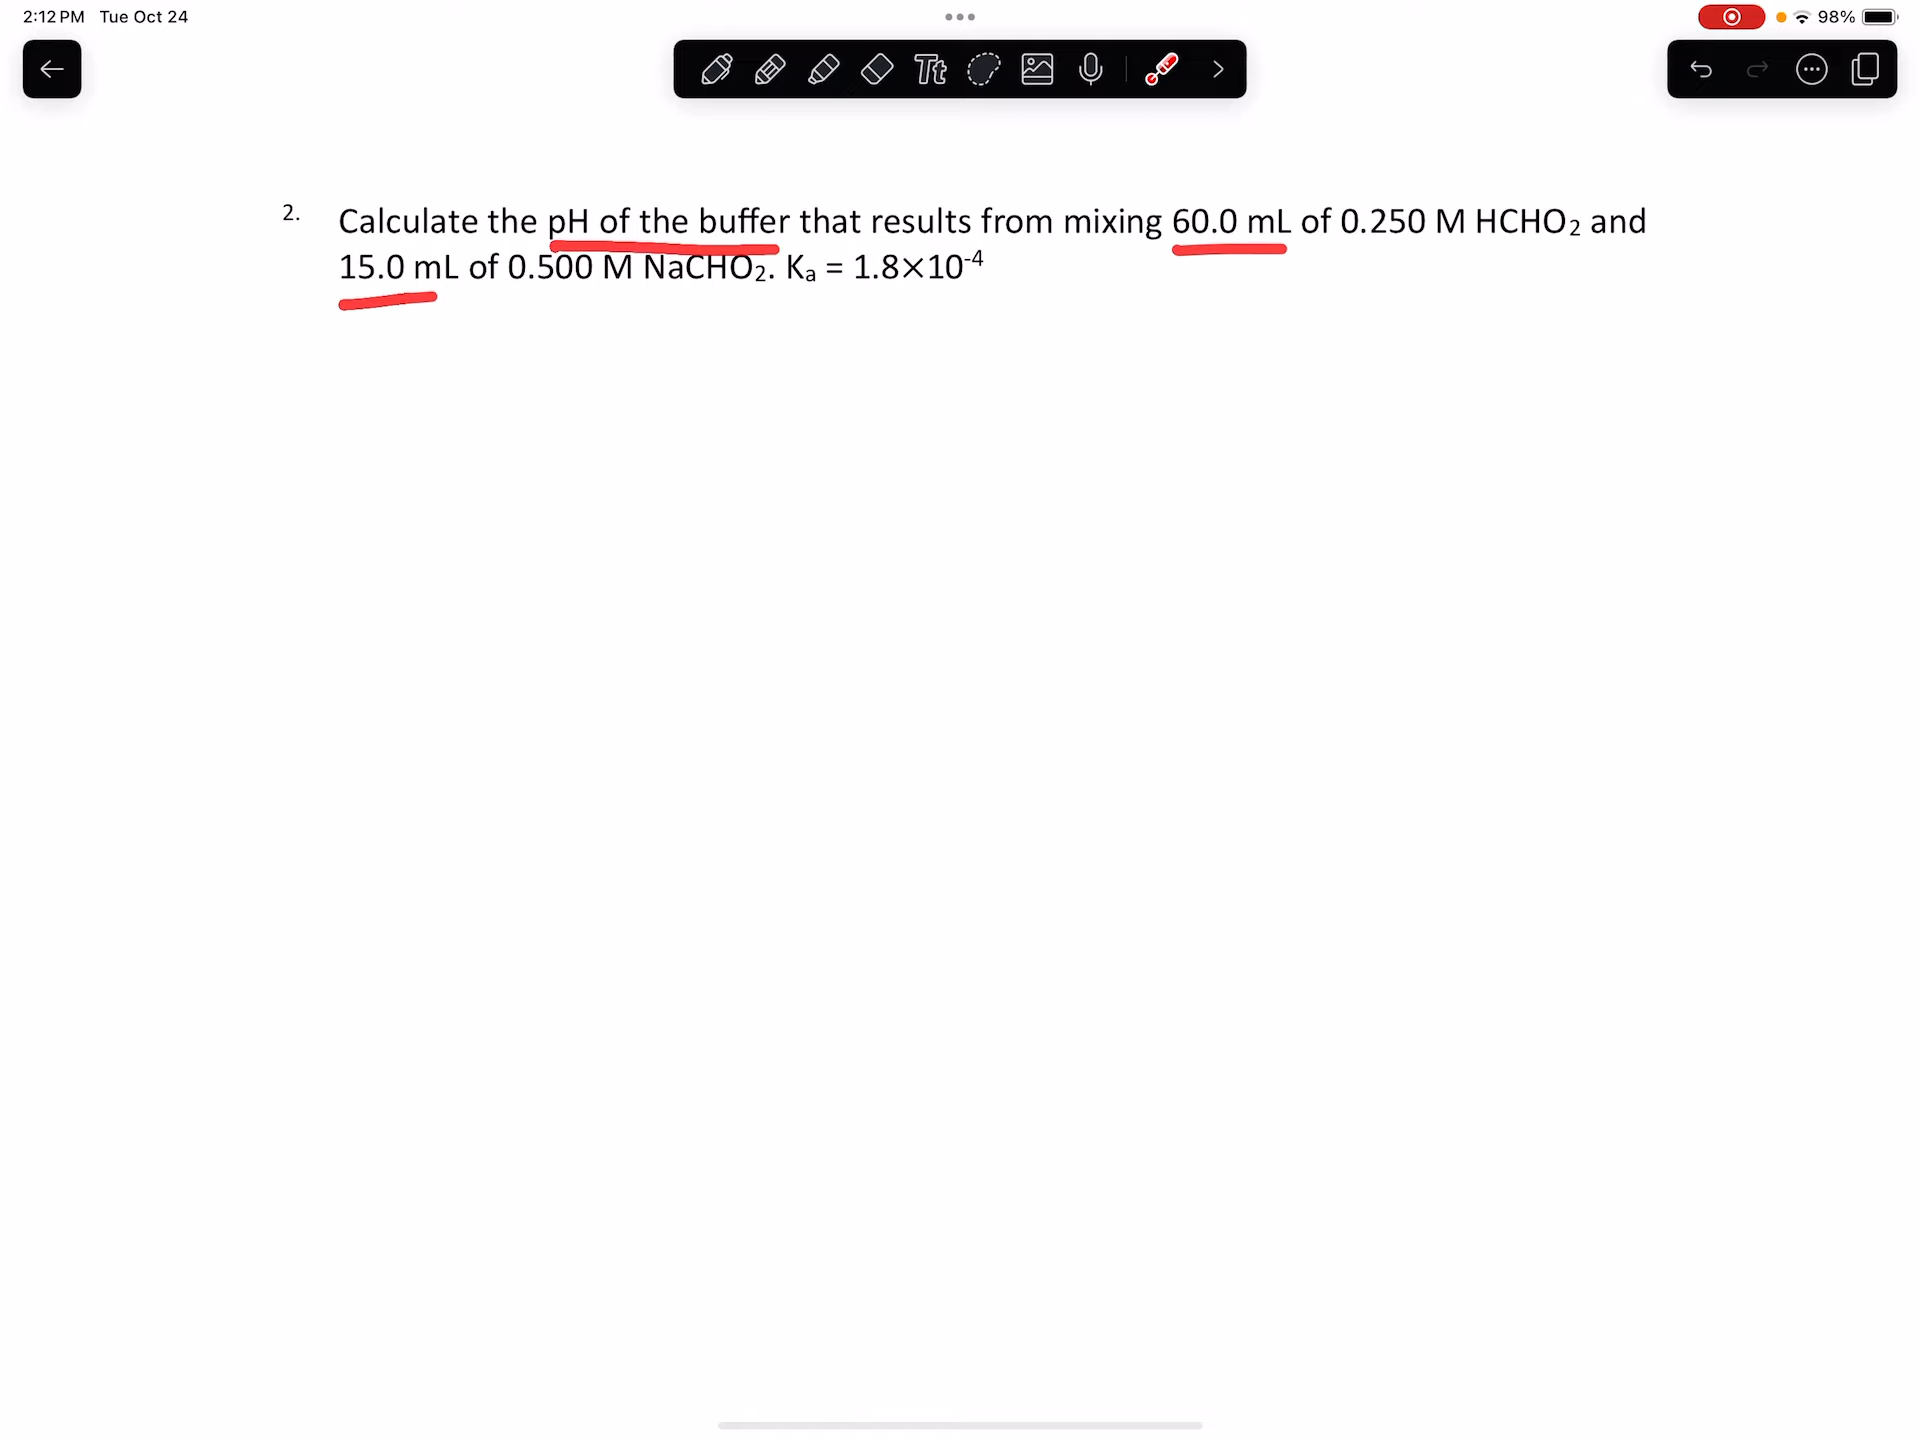 2:12 PM Tue Oct 24
98%
Tt
2. Calculate the pH of the buffer that results from mixing 60.0 mL of 0.250 M HCHO₂ and
15.0 mL of 0.500 M NaCHO₂. Kₐ = 1.8×10⁻⁴